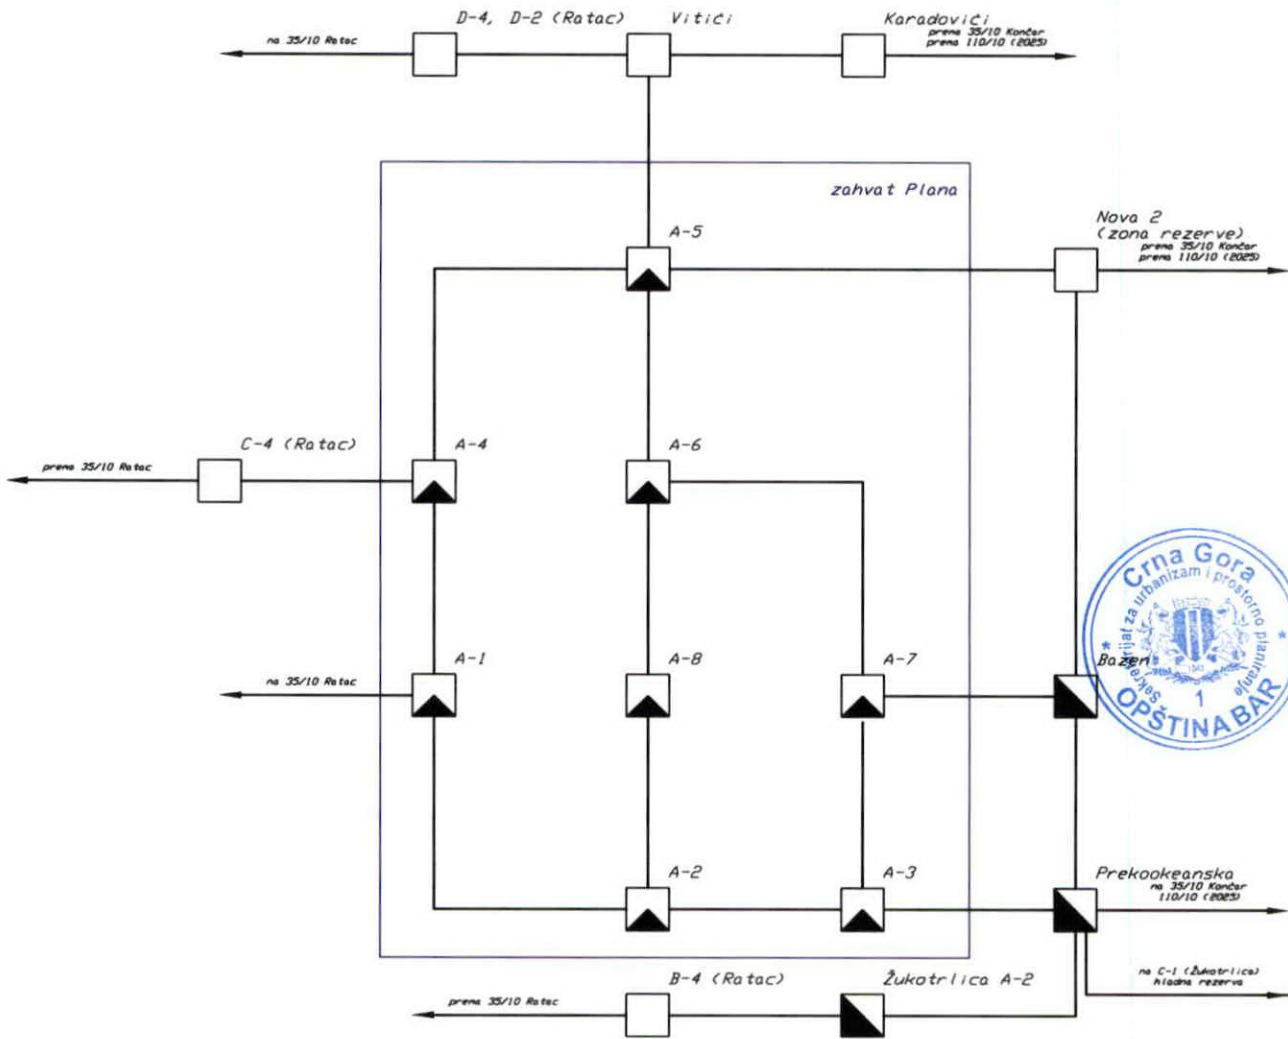 D-4, D-2 (Ratac)
Vitići
Karadovići
na 35/10 Ratac
prema 35/10 Končar
prema 110/10 (2025)
zahvat Plana
A-5
Nova 2
(zona rezerve)
prema 35/10 Končar
prema 110/10 (2025)
C-4 (Ratac)
A-4
A-6
prema 35/10 Ratac
Crna Gora
Sekretarijat za urbanizam i prostorno planiranje
1
OPŠTINA BAR
A-1
A-8
A-7
Bazen
na 35/10 Ratac
A-2
A-3
Prekookeanska
na 35/10 Končar
110/10 (2025)
B-4 (Ratac)
Žukotrlica A-2
na C-1 (Žukotrlica)
hladna rezerva
prema 35/10 Ratac